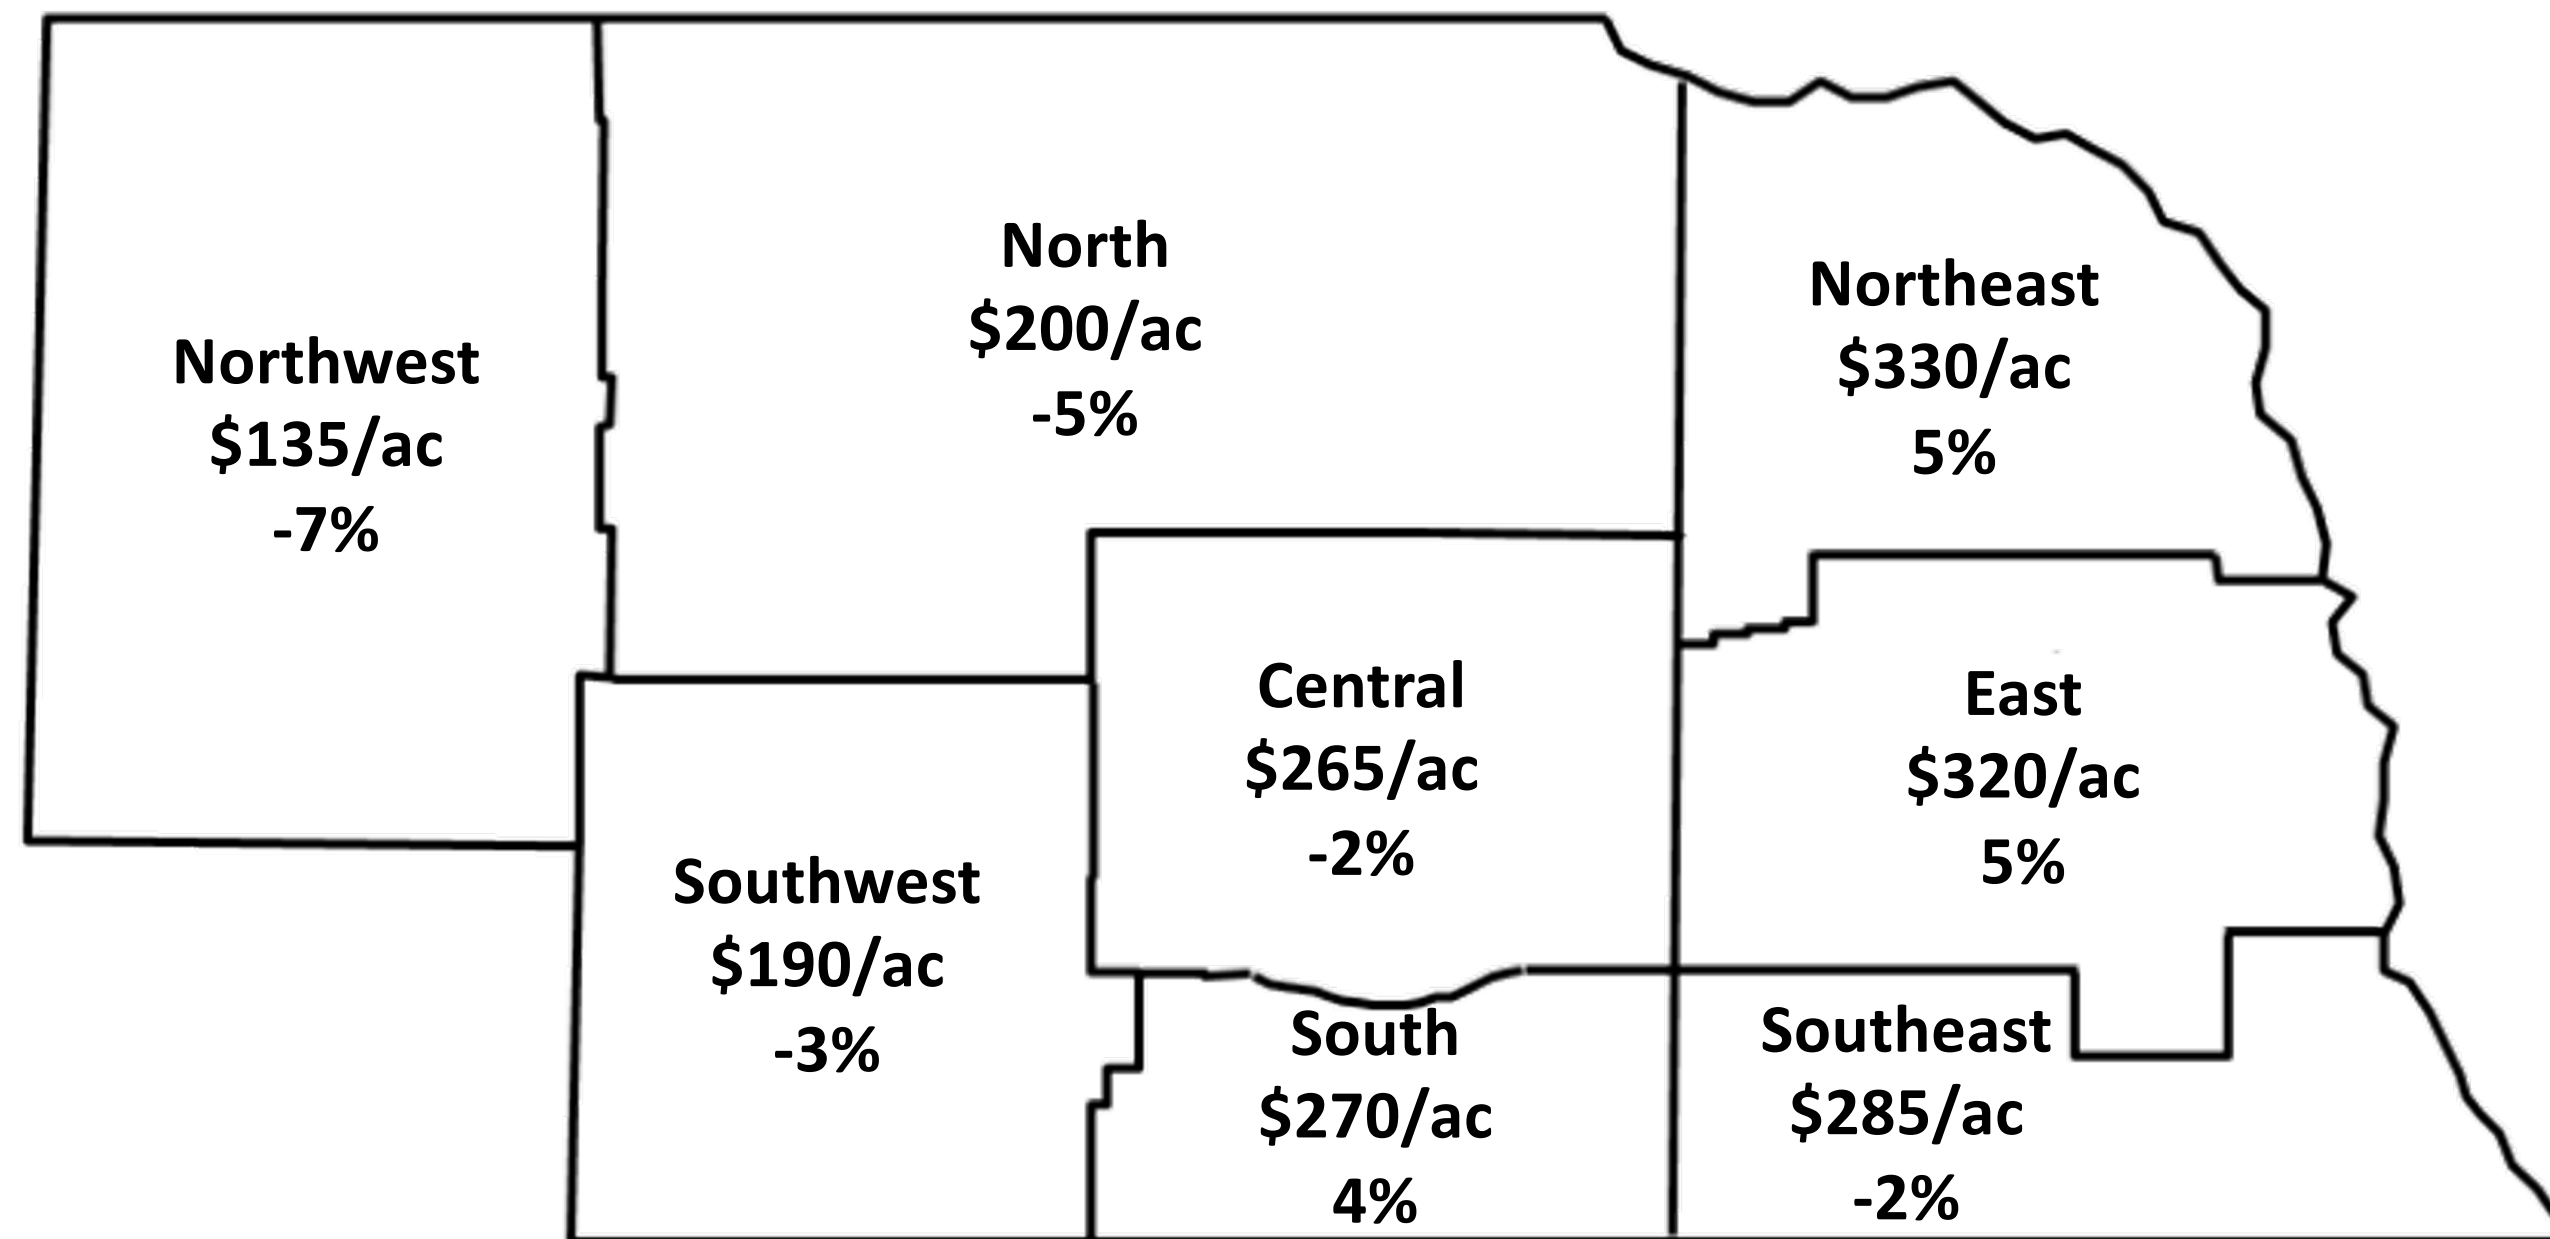 North
$200/ac
-5%
Northeast
$330/ac
5%
Northwest
$135/ac
-7%
Central
$265/ac
-2%
East
$320/ac
5%
Southwest
$190/ac
-3%
South
$270/ac
4%
Southeast
$285/ac
-2%